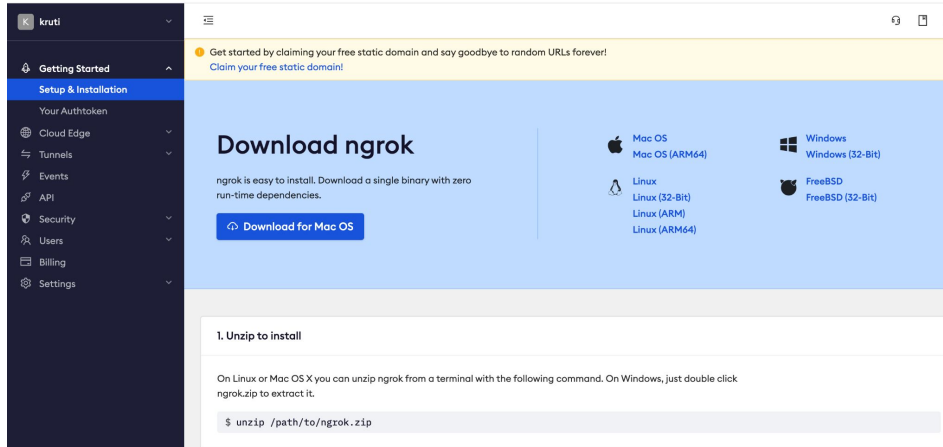 K kruti
Getting Started
Setup & Installation
Your Authtoken
Cloud Edge
Tunnels
Events
API
Security
Users
Billing
Settings
Get started by claiming your free static domain and say goodbye to random URLs forever!
Claim your free static domain!
Download ngrok
ngrok is easy to install. Download a single binary with zero
run-time dependencies.
Download for Mac OS
Mac OS
Mac OS (ARM64)
Linux
Linux (32-Bit)
Linux (ARM)
Linux (ARM64)
Windows
Windows (32-Bit)
FreeBSD
FreeBSD (32-Bit)
1. Unzip to install
On Linux or Mac OS X you can unzip ngrok from a terminal with the following command. On Windows, just double click
ngrok.zip to extract it.
$ unzip /path/to/ngrok.zip